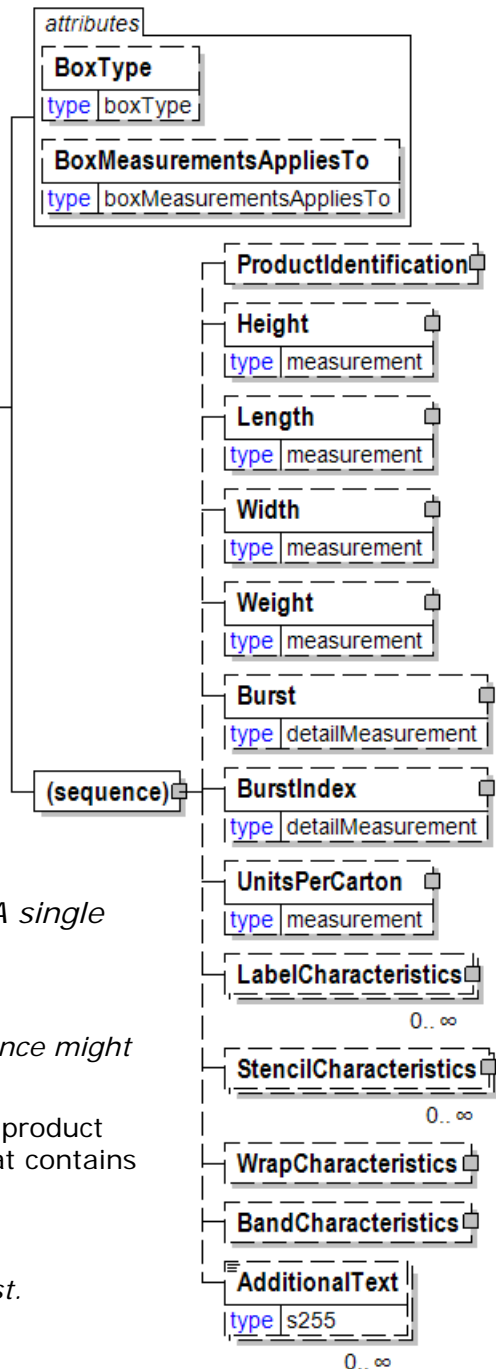 attributes
BoxType
type boxType
BoxMeasurementsAppliesTo
type boxMeasurementsAppliesTo
ProductIdentification
Height
type measurement
Length
type measurement
Width
type measurement
Weight
type measurement
Burst
type detailMeasurement
(sequence)
BurstIndex
type detailMeasurement
UnitsPerCarton
type measurement
A single
LabelCharacteristics
0.. ∞
nce might
StencilCharacteristics
0.. ∞
product
at contains
WrapCharacteristics
BandCharacteristics
st.
AdditionalText
type s255
0.. ∞